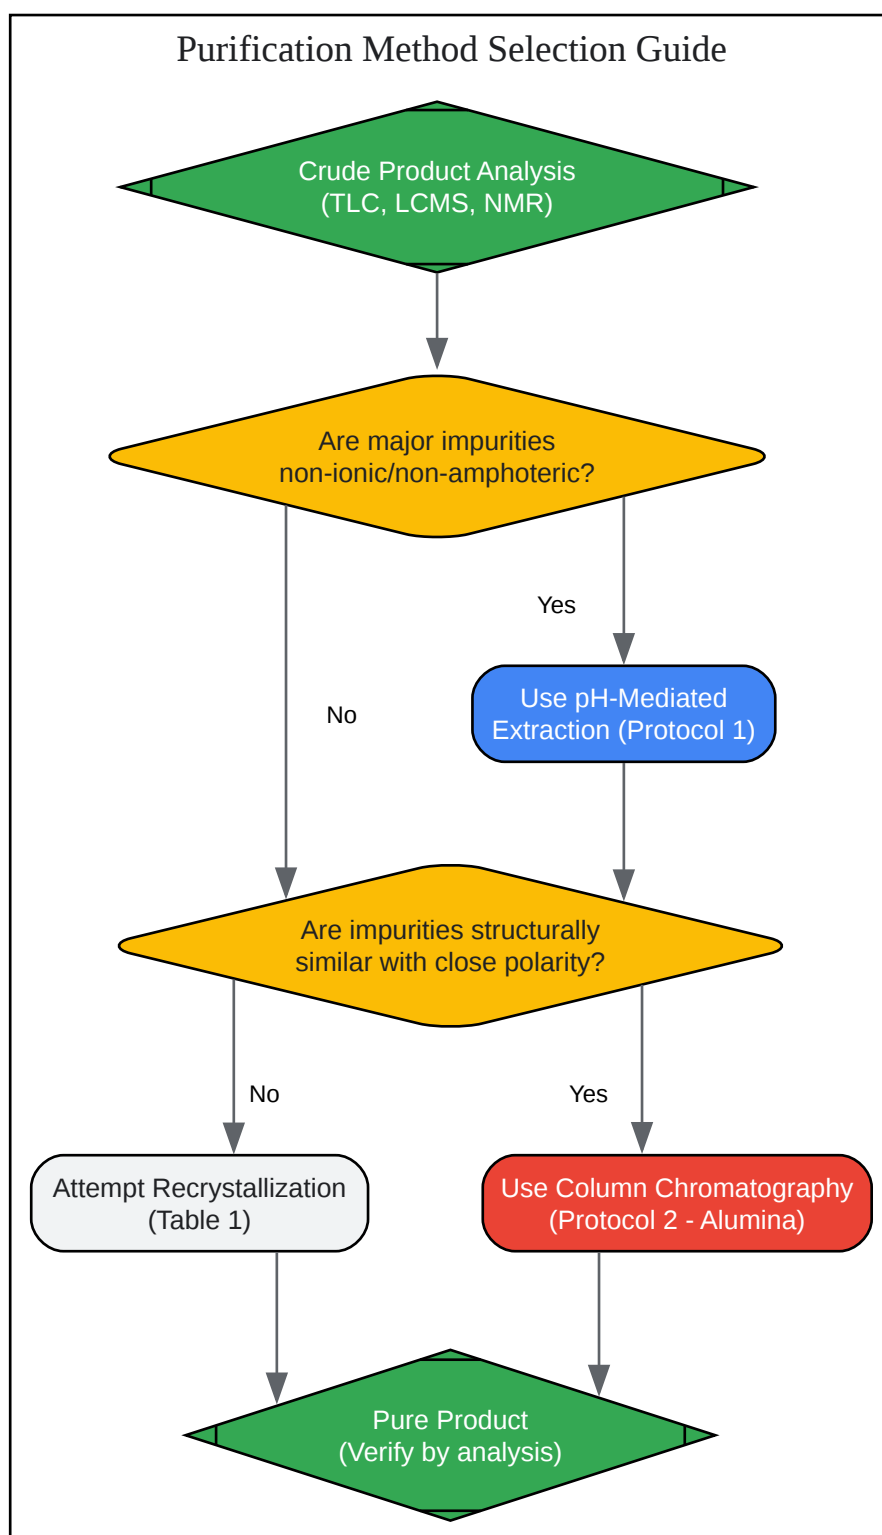 Purification Method Selection Guide
Crude Product Analysis
(TLC, LCMS, NMR)
Are major impurities
non-ionic/non-amphoteric?
Yes
Use pH-Mediated
Extraction (Protocol 1)
No
Are impurities structurally
similar with close polarity?
No
Yes
Attempt Recrystallization
(Table 1)
Use Column Chromatography
(Protocol 2 - Alumina)
Pure Product
(Verify by analysis)